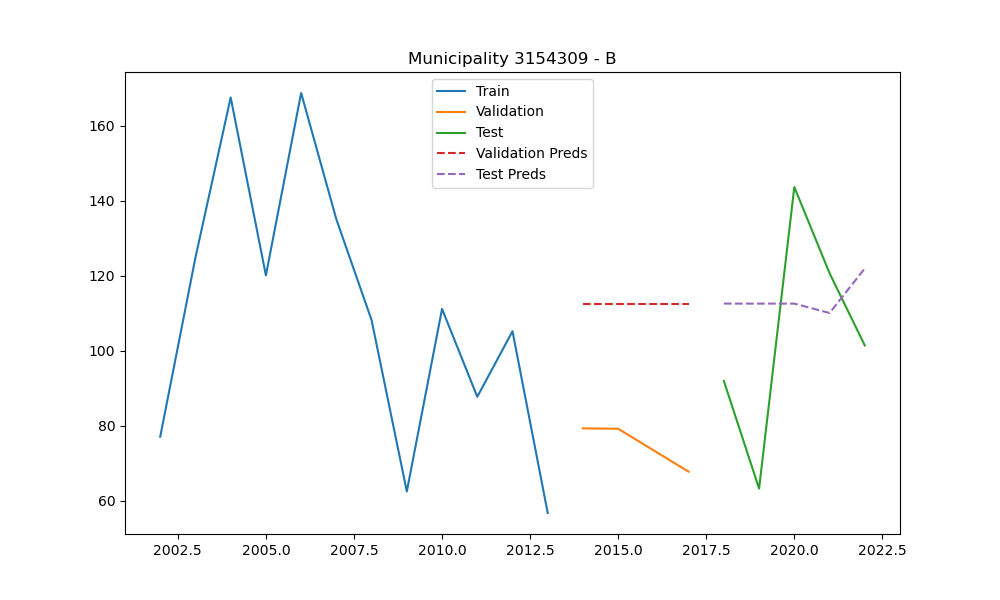 Municipality 3154309 - B
Train
Validation
Test
Validation Preds
Test Preds
160
140
120
100
80
60
2002.5 2005.0 2007.5 2010.0 2012.5 2015.0 2017.5 2020.0 2022.5